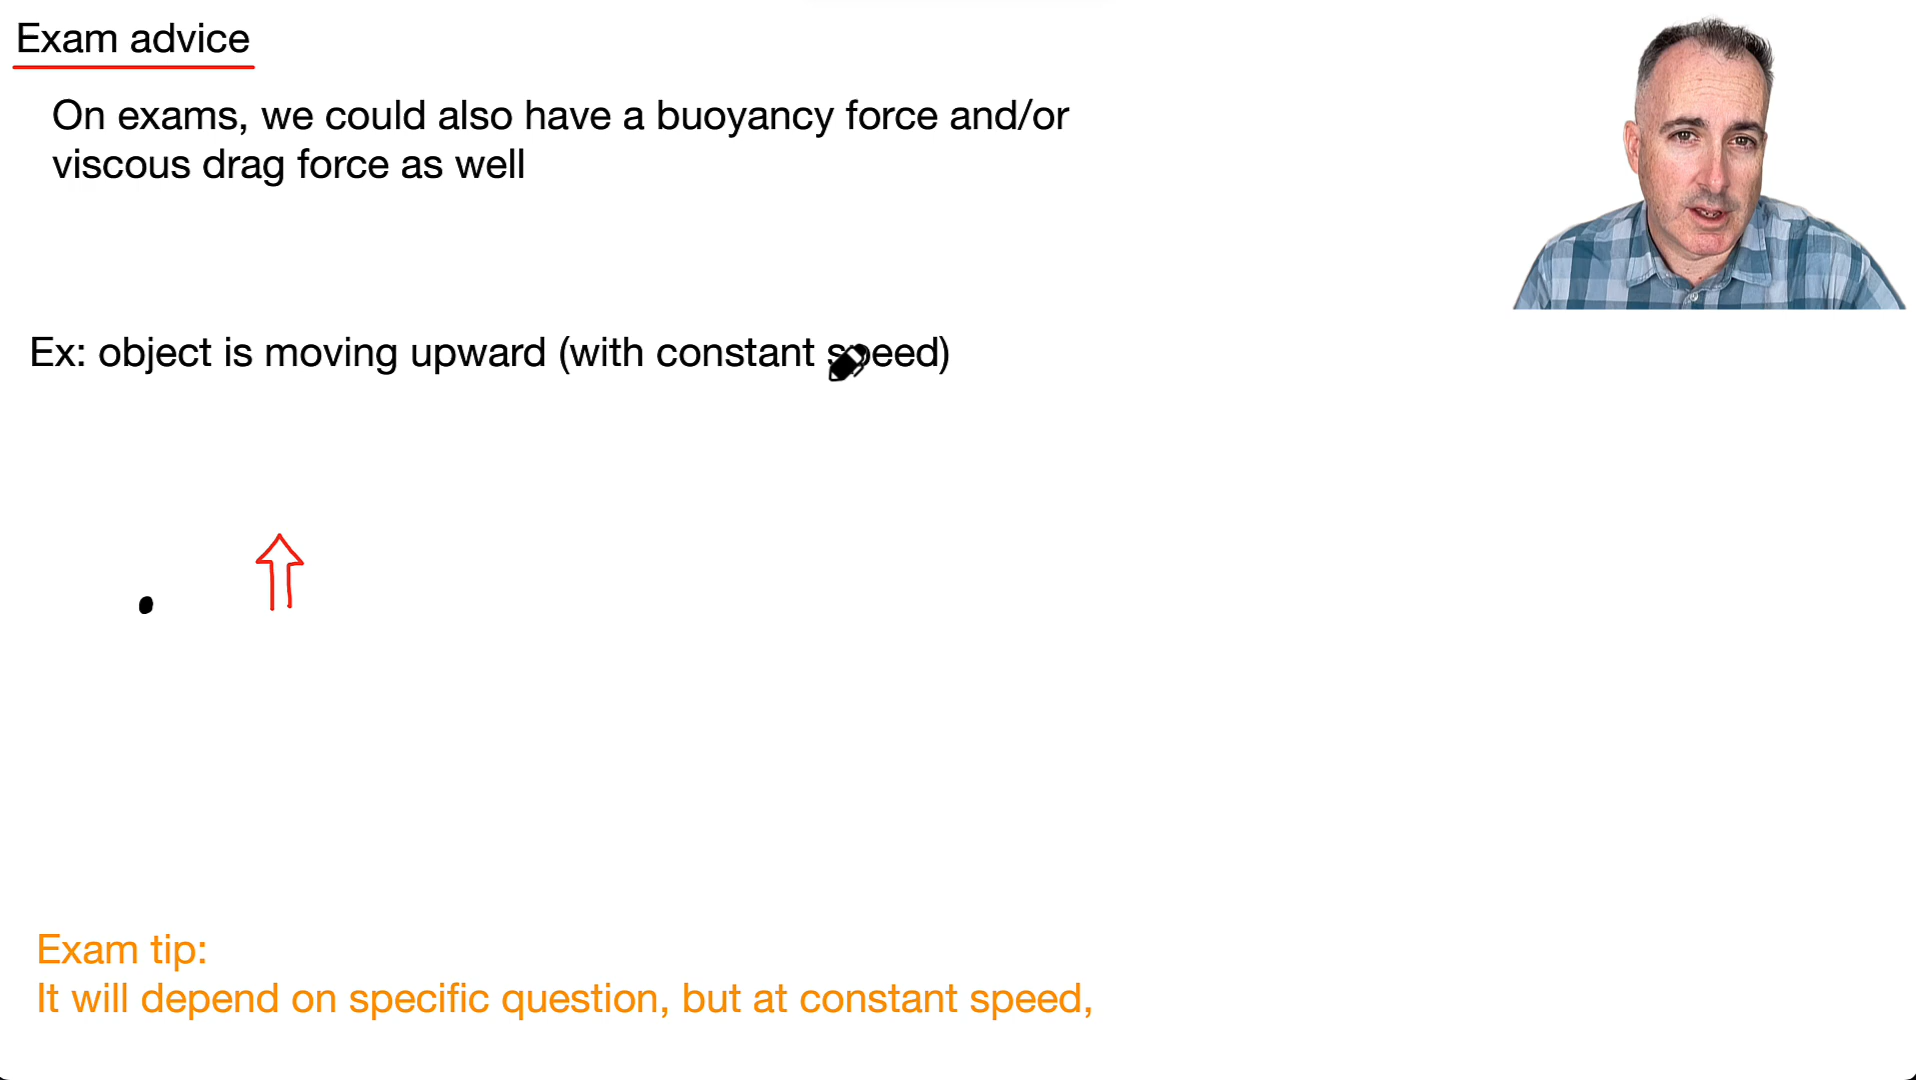 Exam advice
On exams, we could also have a buoyancy force and/or
viscous drag force as well
Ex: object is moving upward (with constant speed)
Exam tip:
It will depend on specific question, but at constant speed,